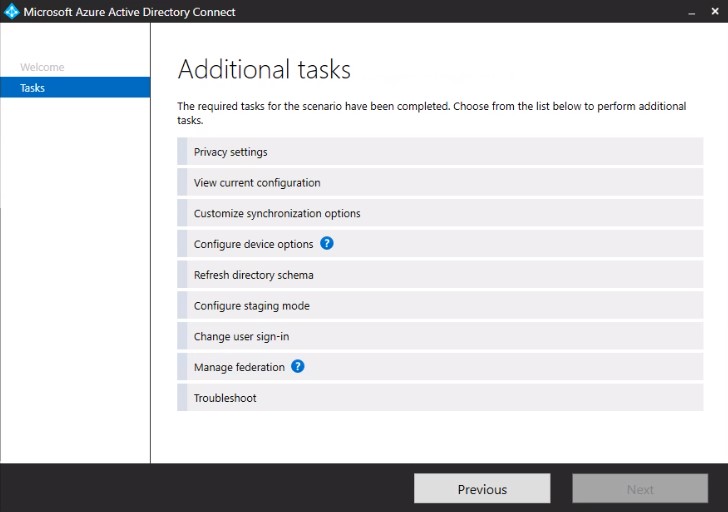 Microsoft Azure Active Directory Connect
Welcome
Tasks
Additional tasks
The required tasks for the scenario have been completed. Choose from the list below to perform additional
tasks.
Privacy settings
View current configuration
Customize synchronization options
Configure device options ?
Refresh directory schema
Configure staging mode
Change user sign-in
Manage federation ?
Troubleshoot
Previous
Next